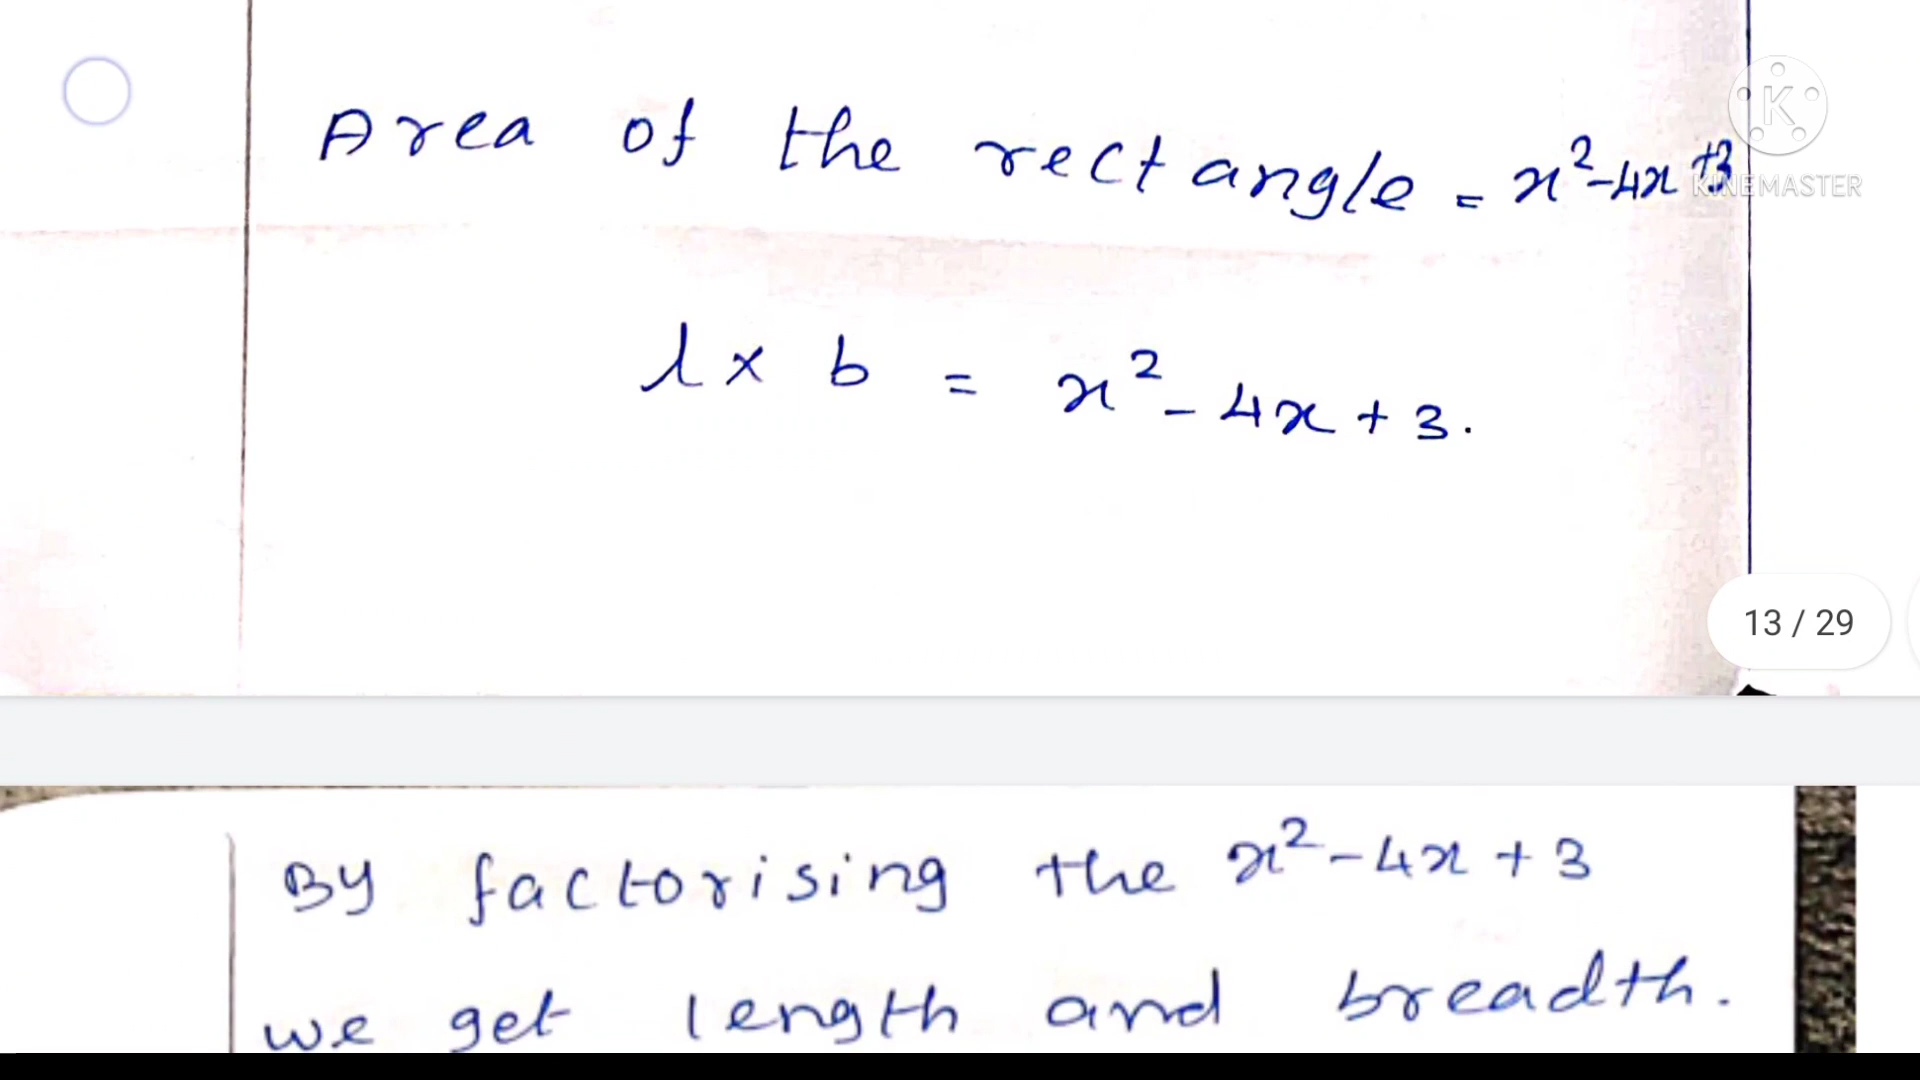 Area of the rectangle = x²-4x+3
K
KINEMASTER
l x b = x² - 4x + 3.
13 / 29
By factorising the x²-4x+3
we get length and breadth.